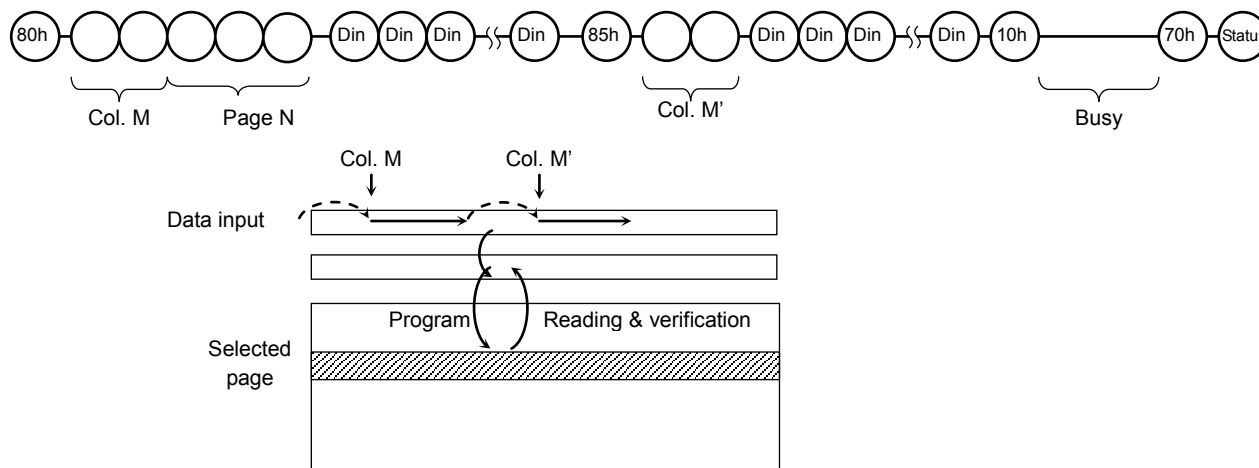 80h Din Din Din Din 85h Din Din Din Din 10h 70h Statu
Col. M Page N Col. M’ Busy
Col. M Col. M’
Data input
Program Reading & verification
Selected
page